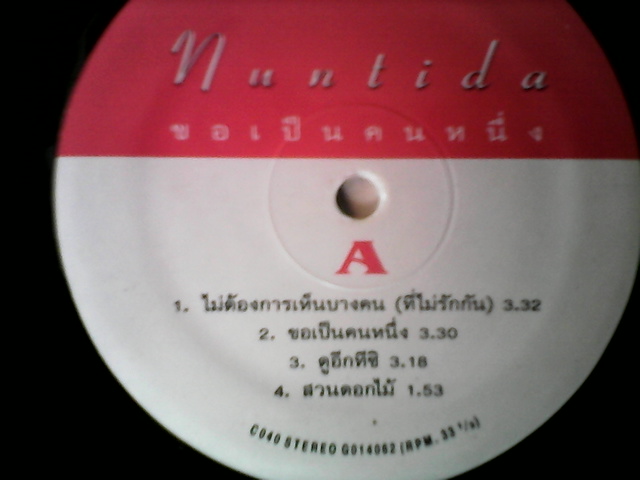 Nuntida
ขอเป็นคนหนึ่ง
A
1. ไม่ต้องการเห็นบางคน (ที่ไม่รักกัน) 3.32
2. ขอเป็นคนหนึ่ง 3.30
3. ดูอีกทีซิ 3.18
4. สวนดอกไม้ 1.53
C040 STEREO G014062 (RPM. 33 1/3)